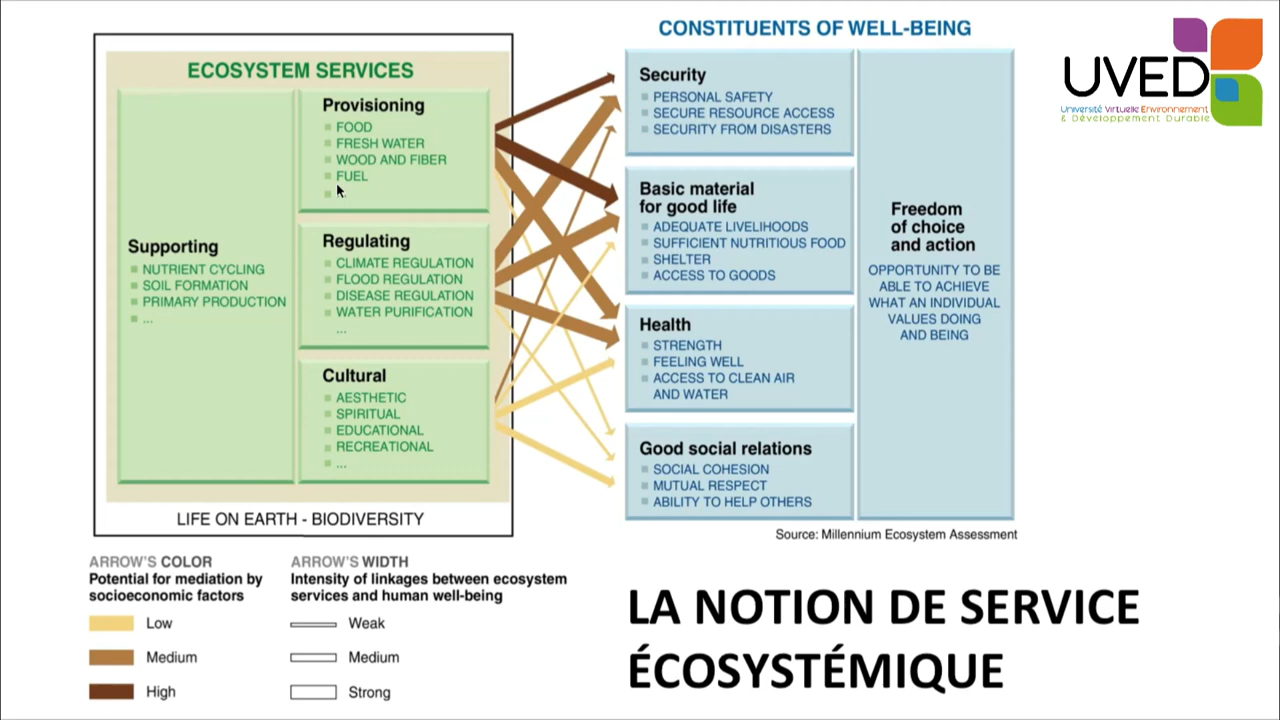 CONSTITUENTS OF WELL-BEING
UVED
Université Virtuelle Environnement
& Développement Durable
ECOSYSTEM SERVICES
Supporting
NUTRIENT CYCLING
SOIL FORMATION
PRIMARY PRODUCTION
...
Provisioning
FOOD
FRESH WATER
WOOD AND FIBER
FUEL
Regulating
CLIMATE REGULATION
FLOOD REGULATION
DISEASE REGULATION
WATER PURIFICATION
...
Cultural
AESTHETIC
SPIRITUAL
EDUCATIONAL
RECREATIONAL
...
LIFE ON EARTH - BIODIVERSITY
Security
PERSONAL SAFETY
SECURE RESOURCE ACCESS
SECURITY FROM DISASTERS
Basic material
for good life
ADEQUATE LIVELIHOODS
SUFFICIENT NUTRITIOUS FOOD
SHELTER
ACCESS TO GOODS
Health
STRENGTH
FEELING WELL
ACCESS TO CLEAN AIR
AND WATER
Good social relations
SOCIAL COHESION
MUTUAL RESPECT
ABILITY TO HELP OTHERS
Freedom
of choice
and action
OPPORTUNITY TO BE
ABLE TO ACHIEVE
WHAT AN INDIVIDUAL
VALUES DOING
AND BEING
Source: Millennium Ecosystem Assessment
ARROW'S COLOR
Potential for mediation by
socioeconomic factors
Low
Medium
High
ARROW'S WIDTH
Intensity of linkages between ecosystem
services and human well-being
Weak
Medium
Strong
LA NOTION DE SERVICE
ÉCOSYSTÉMIQUE